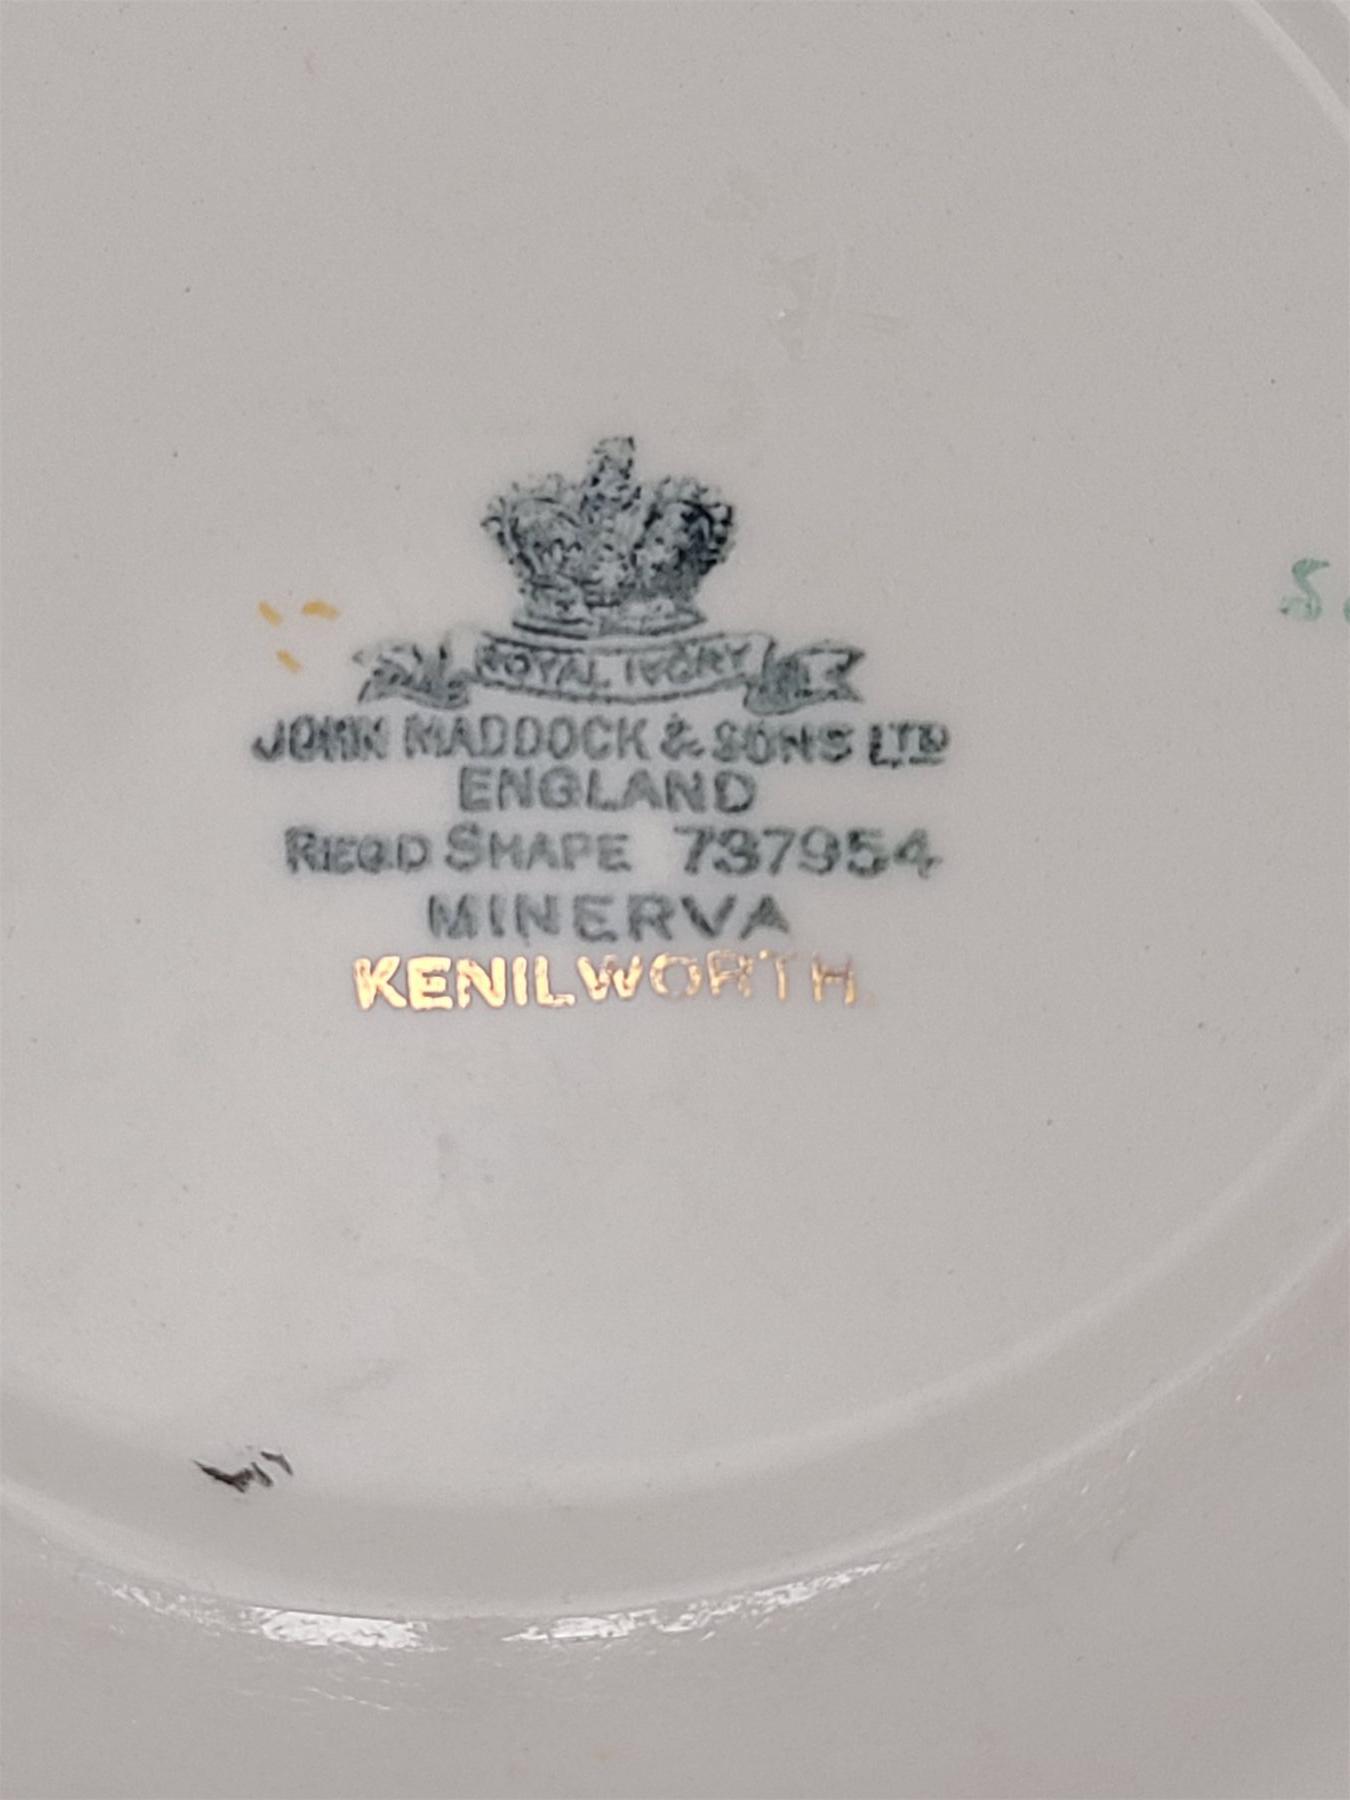 ROYAL IVORY
JOHN MADDOCK & SONS LTD
ENGLAND
REGD SHAPE 737954
MINERVA
KENILWORTH.